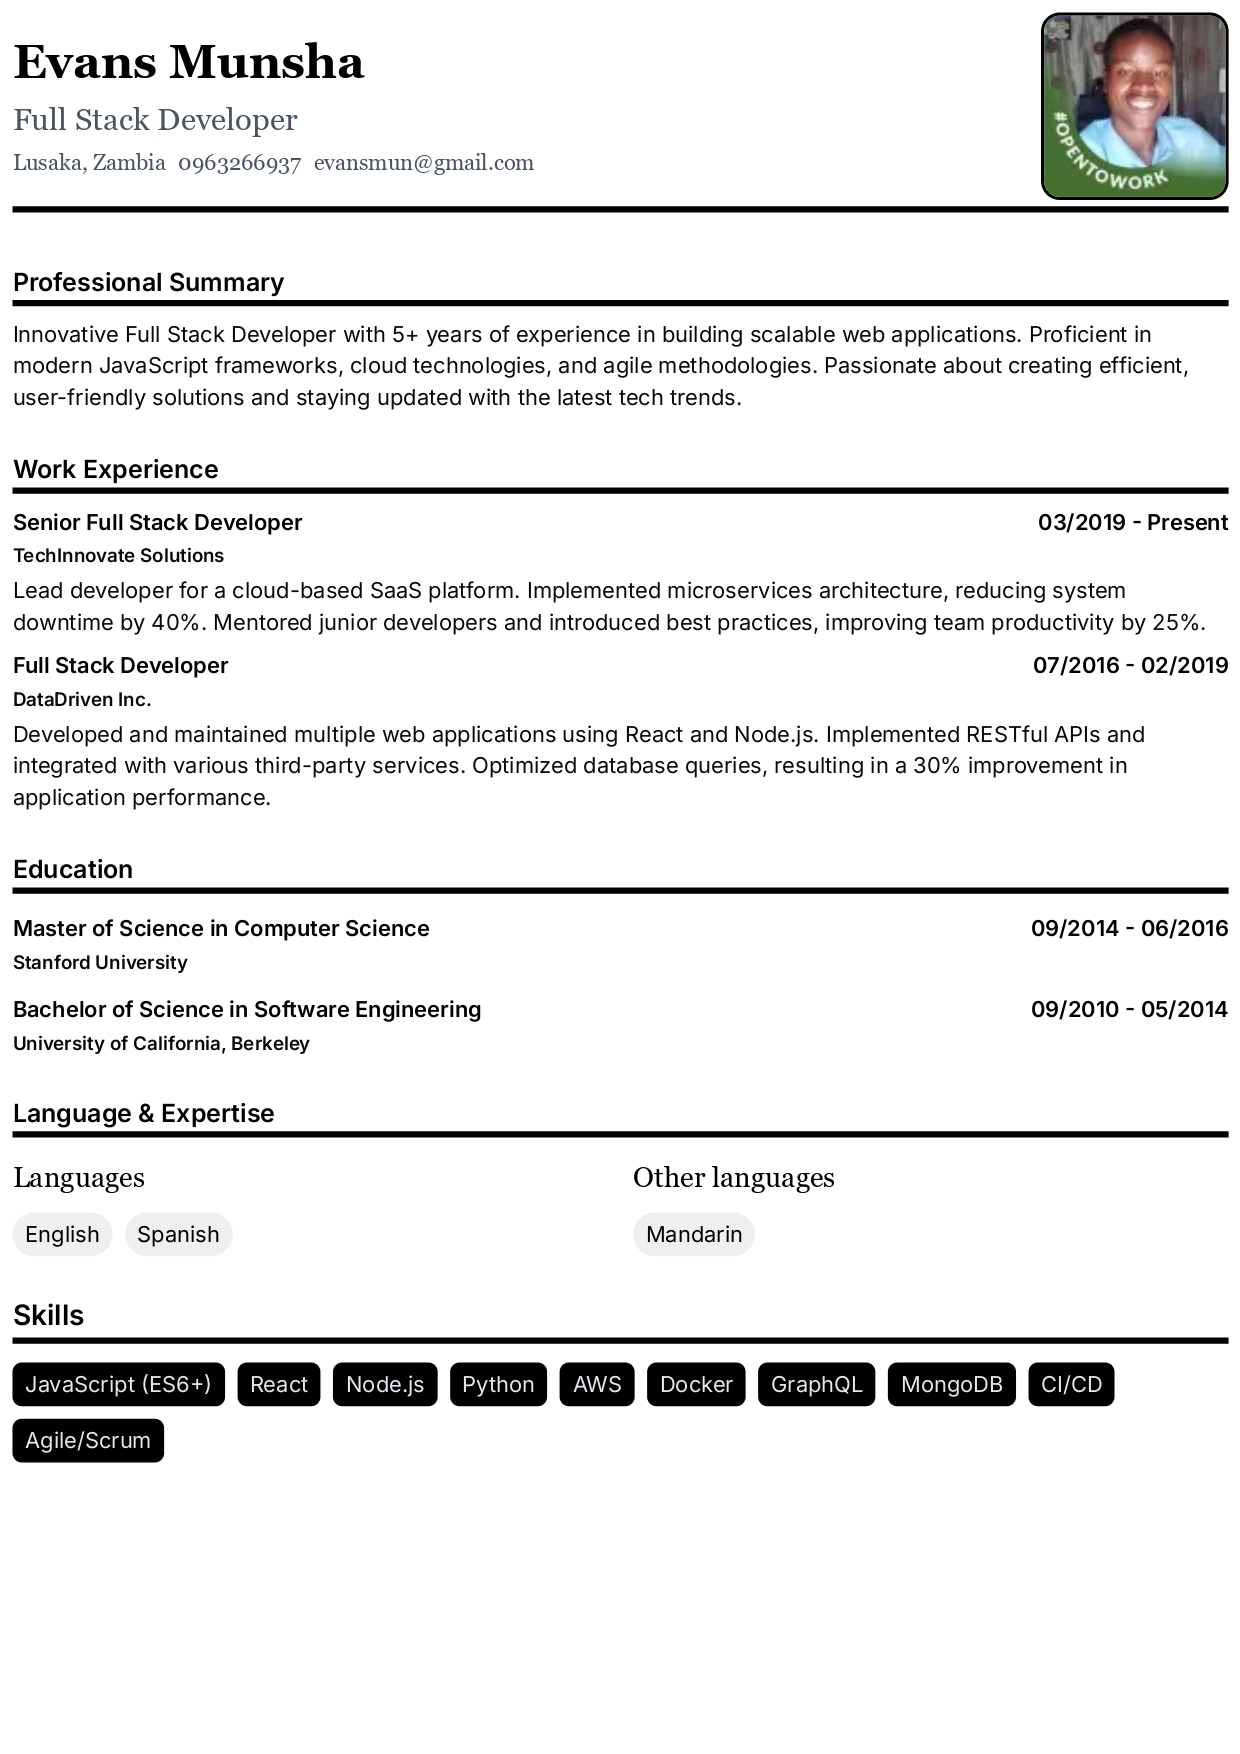 Evans Munsha
Full Stack Developer
Lusaka, Zambia 0963266937 evansmun@gmail.com
#OPENTOWORK
Professional Summary
Innovative Full Stack Developer with 5+ years of experience in building scalable web applications. Proficient in
modern JavaScript frameworks, cloud technologies, and agile methodologies. Passionate about creating efficient,
user-friendly solutions and staying updated with the latest tech trends.
Work Experience
Senior Full Stack Developer 03/2019 - Present
TechInnovate Solutions
Lead developer for a cloud-based SaaS platform. Implemented microservices architecture, reducing system
downtime by 40%. Mentored junior developers and introduced best practices, improving team productivity by 25%.
Full Stack Developer 07/2016 - 02/2019
DataDriven Inc.
Developed and maintained multiple web applications using React and Node.js. Implemented RESTful APIs and
integrated with various third-party services. Optimized database queries, resulting in a 30% improvement in
application performance.
Education
Master of Science in Computer Science 09/2014 - 06/2016
Stanford University
Bachelor of Science in Software Engineering 09/2010 - 05/2014
University of California, Berkeley
Language & Expertise
Languages Other languages
English Spanish Mandarin
Skills
JavaScript (ES6+) React Node.js Python AWS Docker GraphQL MongoDB CI/CD
Agile/Scrum